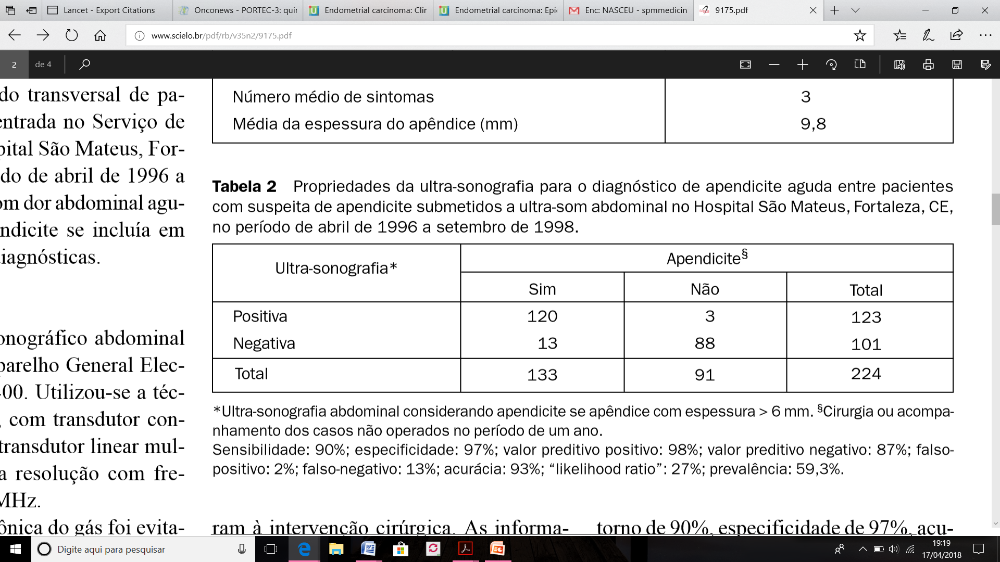 Lancet - Export Citations
Onconews - PORTEC-3: quir
Endometrial carcinoma: Clir
Endometrial carcinoma: Epic
Enc: NASCEU - spmmedicin
9175.pdf
www.scielo.br/pdf/rb/v35n2/9175.pdf
2 de 4
do transversal de pa-
entrada no Serviço de
pital São Mateus, For-
do de abril de 1996 a
om dor abdominal agu-
ndicite se incluía em
iagnósticas.
onográfico abdominal
parelho General Elec-
400. Utilizou-se a téc-
, com transdutor con-
transdutor linear mul-
a resolução com fre-
MHz.
ônica do gás foi evita-
Número médio de sintomas 3
Média da espessura do apêndice (mm) 9,8
Tabela 2 Propriedades da ultra-sonografia para o diagnóstico de apendicite aguda entre pacientes
com suspeita de apendicite submetidos a ultra-som abdominal no Hospital São Mateus, Fortaleza, CE,
no período de abril de 1996 a setembro de 1998.
Ultra-sonografia* Apendicite§
Sim Não Total
Positiva 120 3 123
Negativa 13 88 101
Total 133 91 224
*Ultra-sonografia abdominal considerando apendicite se apêndice com espessura > 6 mm. §Cirurgia ou acompa-
nhamento dos casos não operados no período de um ano.
Sensibilidade: 90%; especificidade: 97%; valor preditivo positivo: 98%; valor preditivo negativo: 87%; falso-
positivo: 2%; falso-negativo: 13%; acurácia: 93%; “likelihood ratio”: 27%; prevalência: 59,3%.
ram à intervenção cirúrgica. As informa-
torno de 90%, especificidade de 97%, acu-
Digite aqui para pesquisar
19:19
17/04/2018